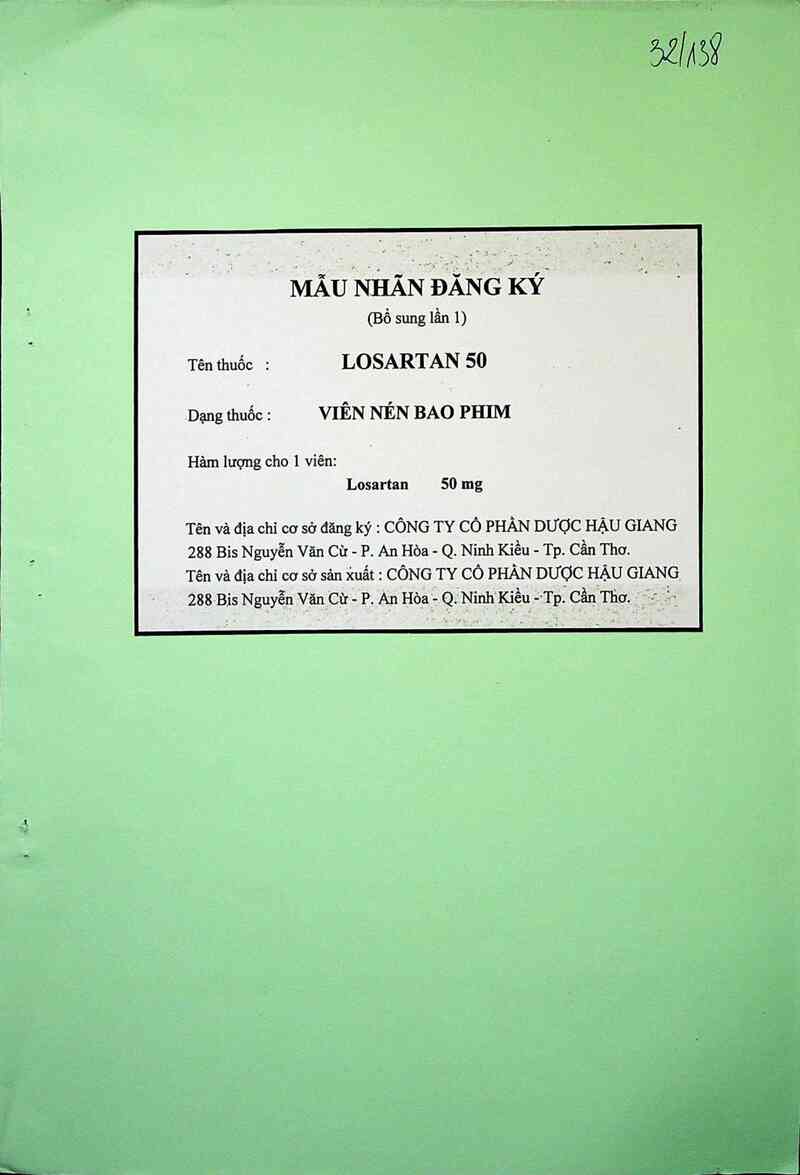 32/138
MẪU NHÃN ĐĂNG KÝ
(Bổ sung lần 1)
Tên thuốc : LOSARTAN 50
Dạng thuốc : VIÊN NÉN BAO PHIM
Hàm lượng cho 1 viên:
Losartan 50 mg
Tên và địa chỉ cơ sở đăng ký : CÔNG TY CỔ PHẦN DƯỢC HẬU GIANG
288 Bis Nguyễn Văn Cừ - P. An Hòa - Q. Ninh Kiều - Tp. Cần Thơ.
Tên và địa chỉ cơ sở sản xuất : CÔNG TY CỔ PHẦN DƯỢC HẬU GIANG
288 Bis Nguyễn Văn Cừ - P. An Hòa - Q. Ninh Kiều - Tp. Cần Thơ.